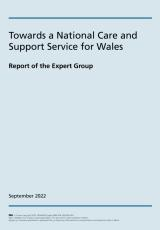 Towards a National Care and
Support Service for Wales
Report of the Expert Group
September 2022